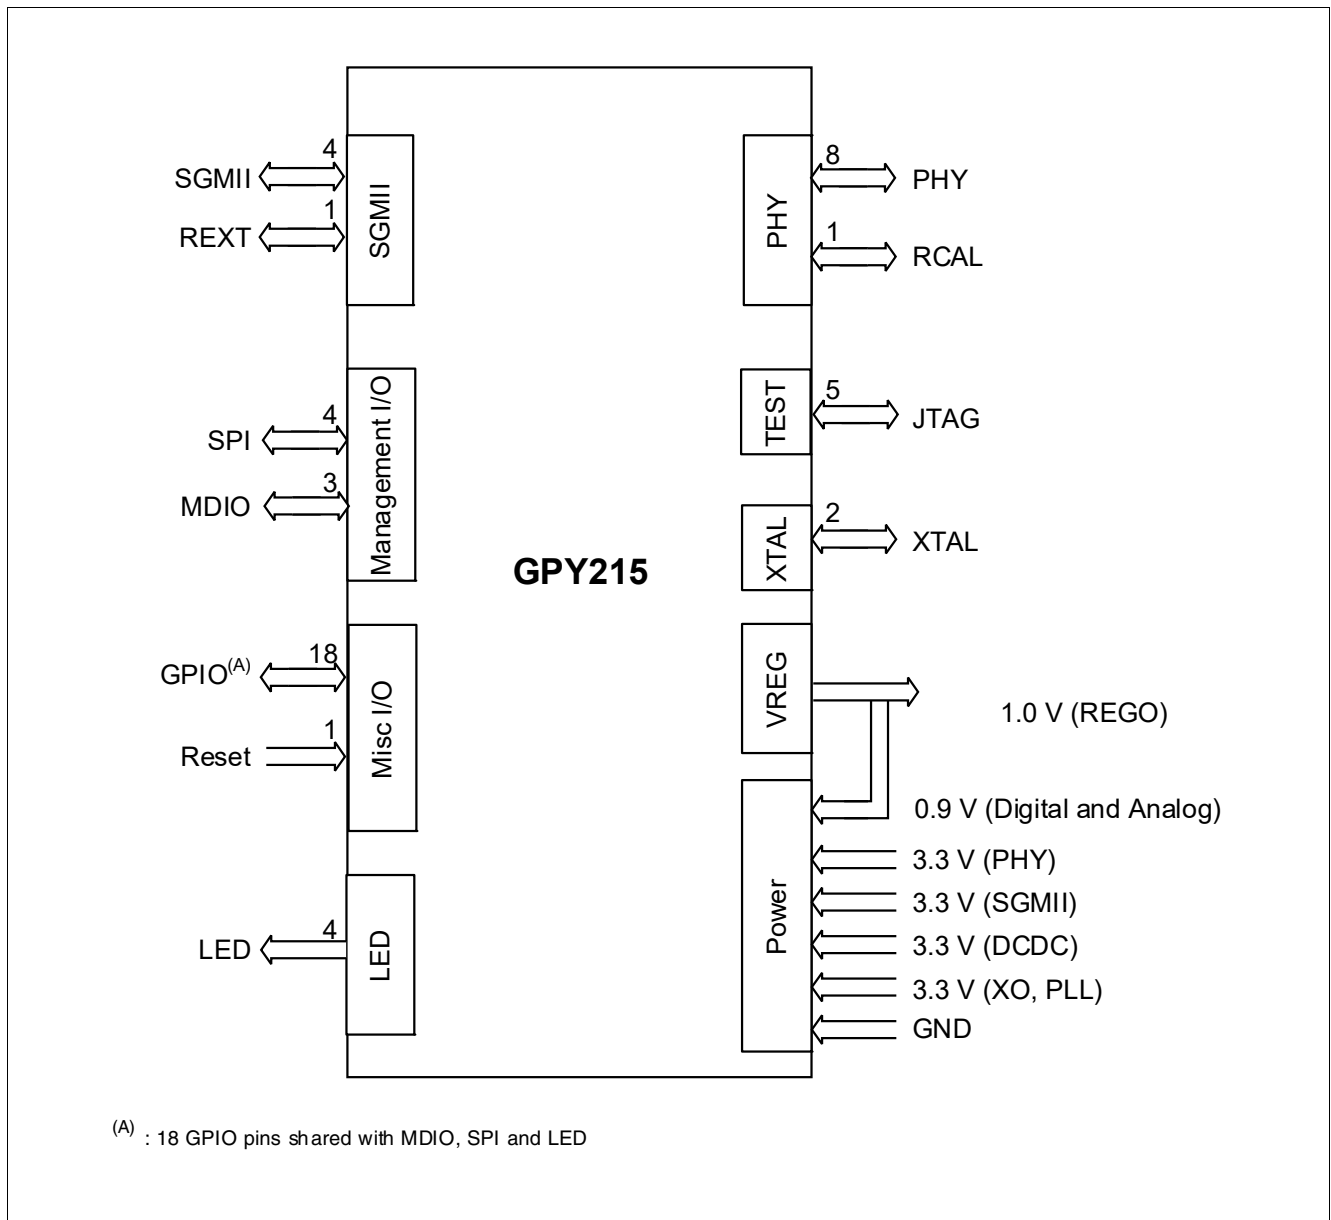 4
SGMII
1
REXT
SGMII
4
SPI
3
MDIO
Management I/O
18
GPIO(A)
1
Reset
Misc I/O
4
LED
LED
GPY215
PHY
8
PHY
1
RCAL
TEST
5
JTAG
XTAL
2
XTAL
VREG
1.0 V (REGO)
Power
0.9 V (Digital and Analog)
3.3 V (PHY)
3.3 V (SGMII)
3.3 V (DCDC)
3.3 V (XO, PLL)
GND
(A) : 18 GPIO pins shared with MDIO, SPI and LED